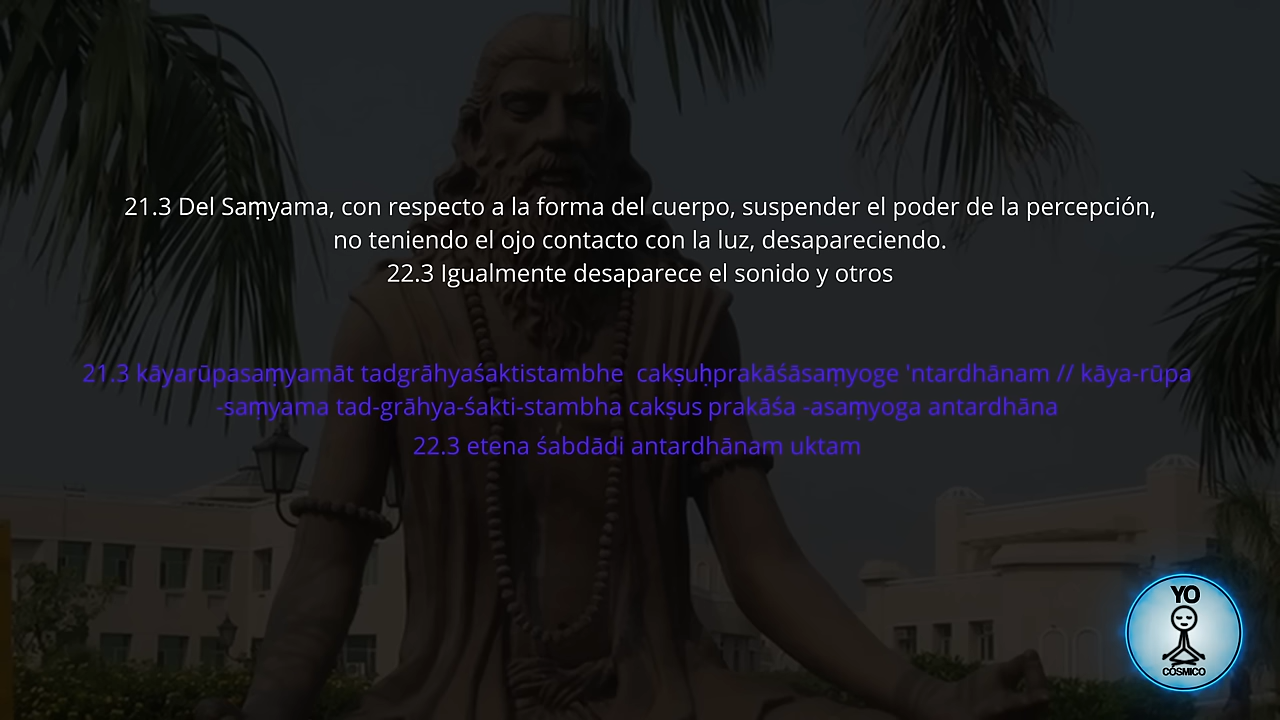 21.3 Del Saṃyama, con respecto a la forma del cuerpo, suspender el poder de la percepción,
no teniendo el ojo contacto con la luz, desapareciendo.
22.3 Igualmente desaparece el sonido y otros
21.3 kāyarūpasaṃyamāt tadgrāhyaśaktistambhe  cakṣuḥprakāśāsaṃyoge 'ntardhānam // kāya-rūpa
-saṃyama tad-grāhya-śakti-stambha cakṣus prakāśa -asaṃyoga antardhāna
22.3 etena śabdādi antardhānam uktam
YO
CÓSMICO